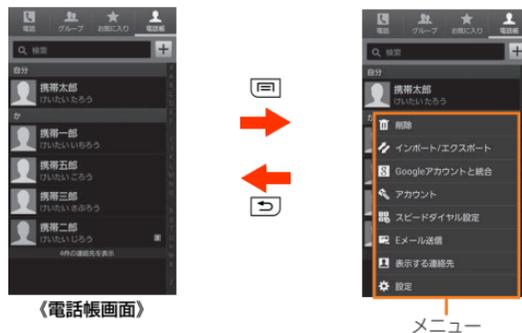 電話
グループ
お気に入り
電話帳
検索
自分
携帯太郎
けいたい たろう
か
携帯一郎
けいたい いちろう
携帯五郎
けいたい ごろう
携帯三郎
けいたい さぶろう
携帯二郎
けいたい じろう
4件の連絡先を表示
《電話帳画面》
電話
グループ
お気に入り
電話帳
検索
自分
携帯太郎
けいたい たろう
か
削除
インポート/エクスポート
Googleアカウントと統合
アカウント
スピードダイヤル設定
Eメール送信
表示する連絡先
設定
メニュー